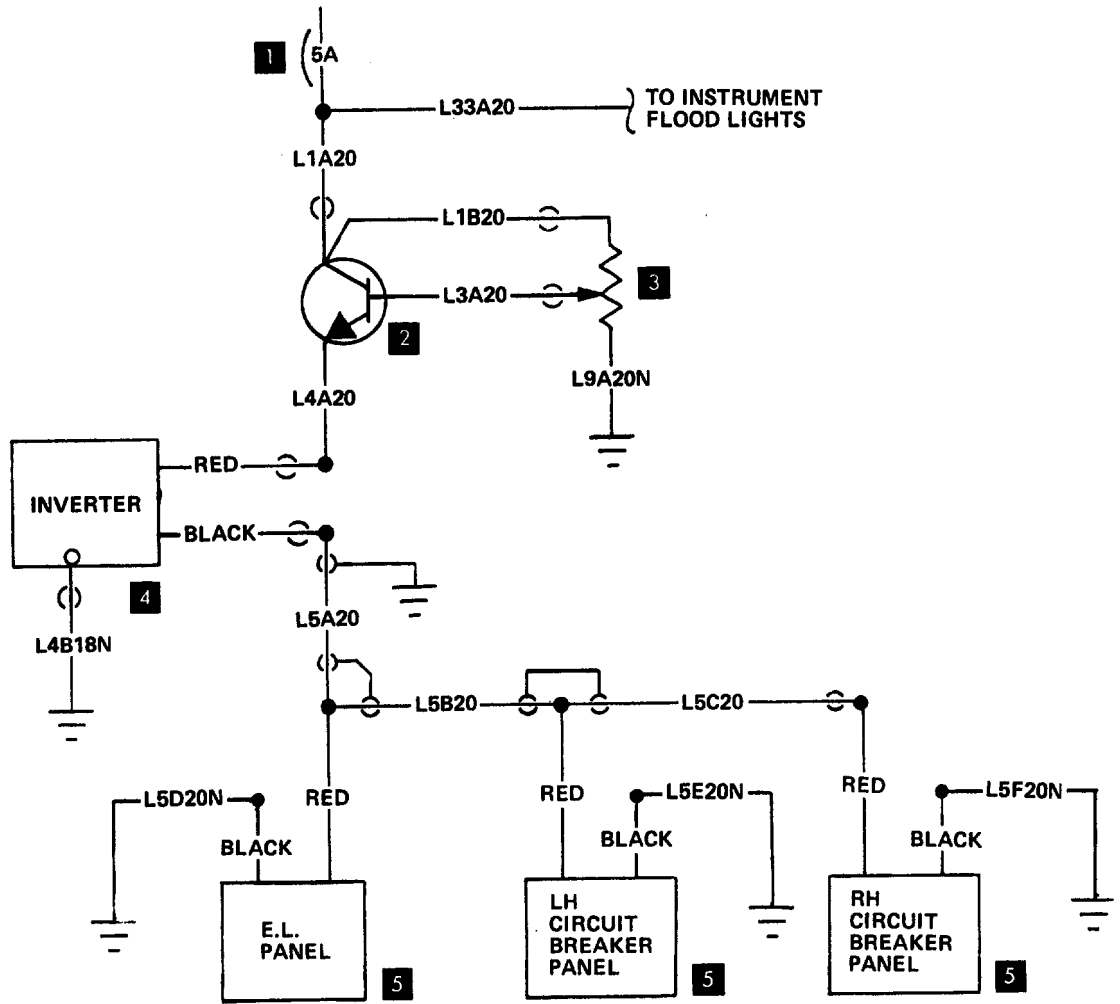 1
5A
L33A20
TO INSTRUMENT
FLOOD LIGHTS
L1A20
L1B20
L3A20
3
2
L9A20N
L4A20
RED
INVERTER
BLACK
4
L4B18N
L5A20
L5B20
L5C20
L5D20N
RED
BLACK
RED
L5E20N
BLACK
RED
L5F20N
BLACK
E.L.
PANEL
5
LH
CIRCUIT
BREAKER
PANEL
5
RH
CIRCUIT
BREAKER
PANEL
5